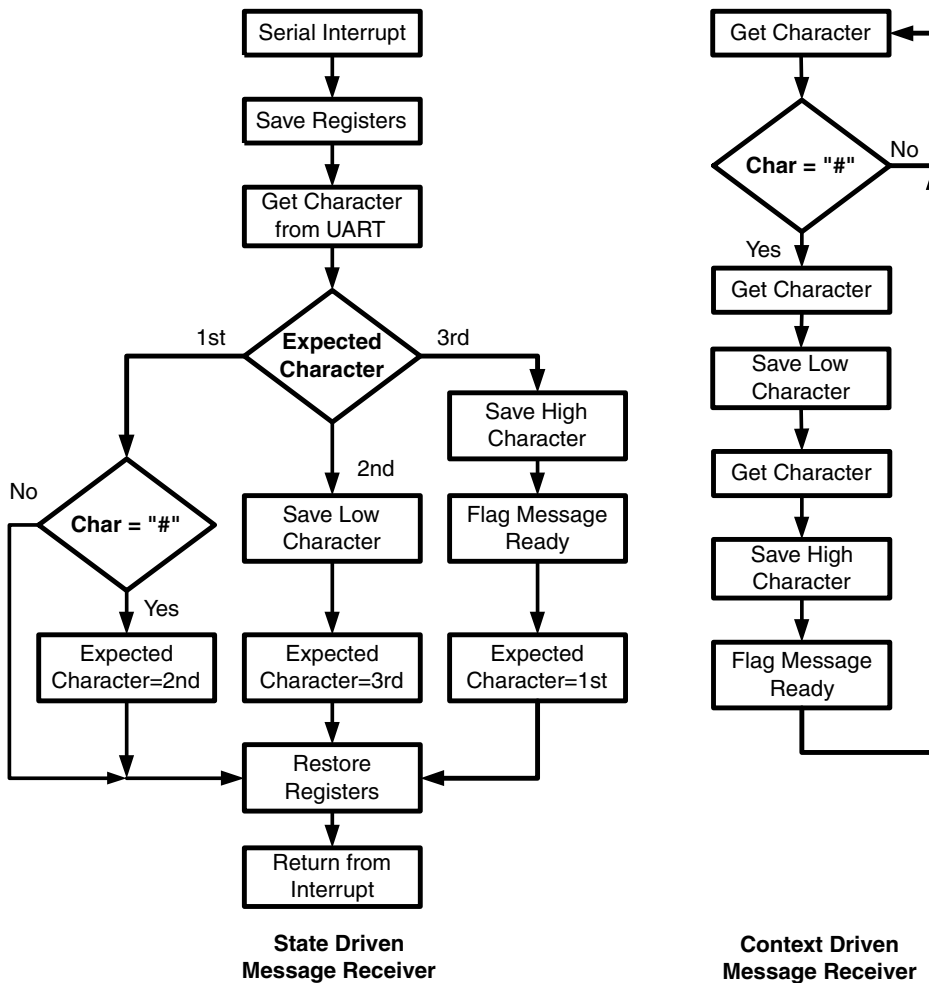 Serial Interrupt
Save Registers
Get Character
from UART
Expected
Character
1st
3rd
2nd
Save High
Character
No
Char = "#"
Save Low
Character
Flag Message
Ready
Yes
Expected
Character=2nd
Expected
Character=3rd
Expected
Character=1st
Restore
Registers
Return from
Interrupt
State Driven
Message Receiver
Get Character
Char = "#"
No
Yes
Get Character
Save Low
Character
Get Character
Save High
Character
Flag Message
Ready
Context Driven
Message Receiver